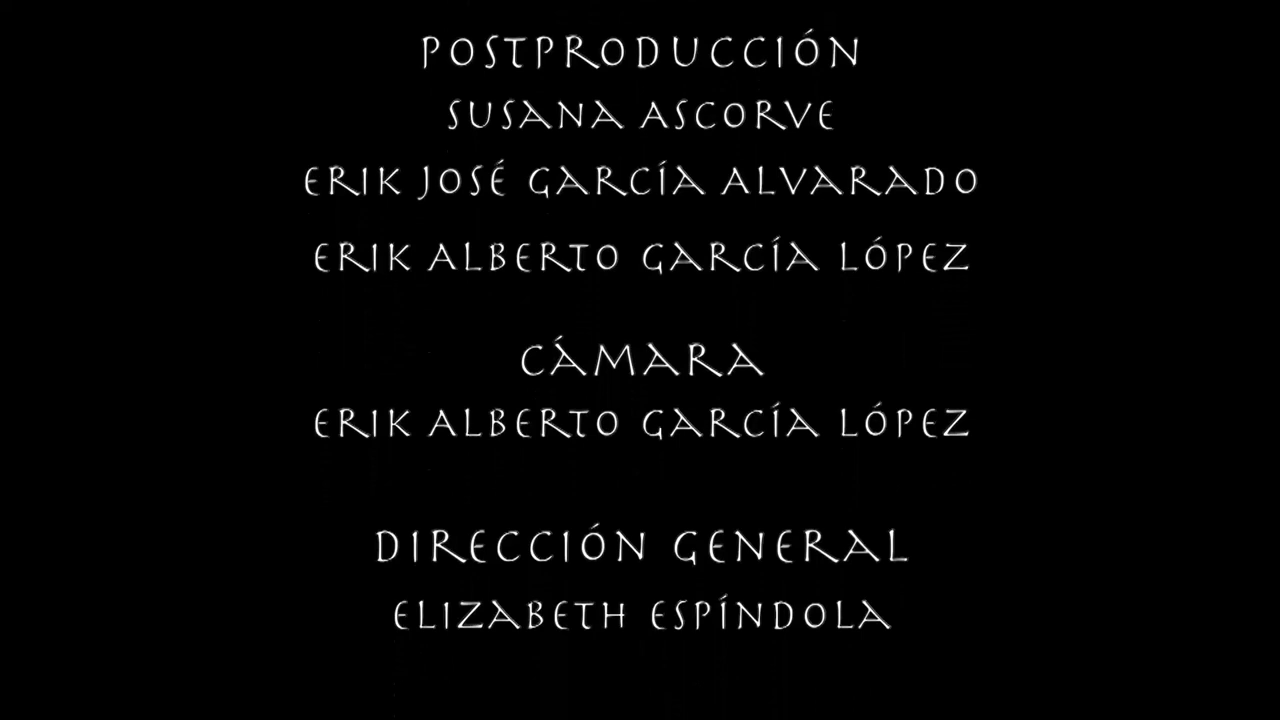 POSTPRODUCCIÓN
SUSANA ASCORVE
ERIK JOSÉ GARCÍA ALVARADO
ERIK ALBERTO GARCÍA LÓPEZ
CÁMARA
ERIK ALBERTO GARCÍA LÓPEZ
DIRECCIÓN GENERAL
ELIZABETH ESPÍNDOLA